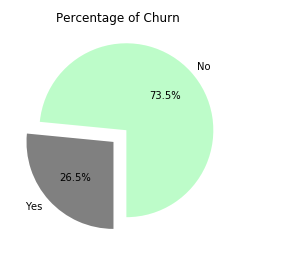 Percentage of Churn
No
73.5%
26.5%
Yes